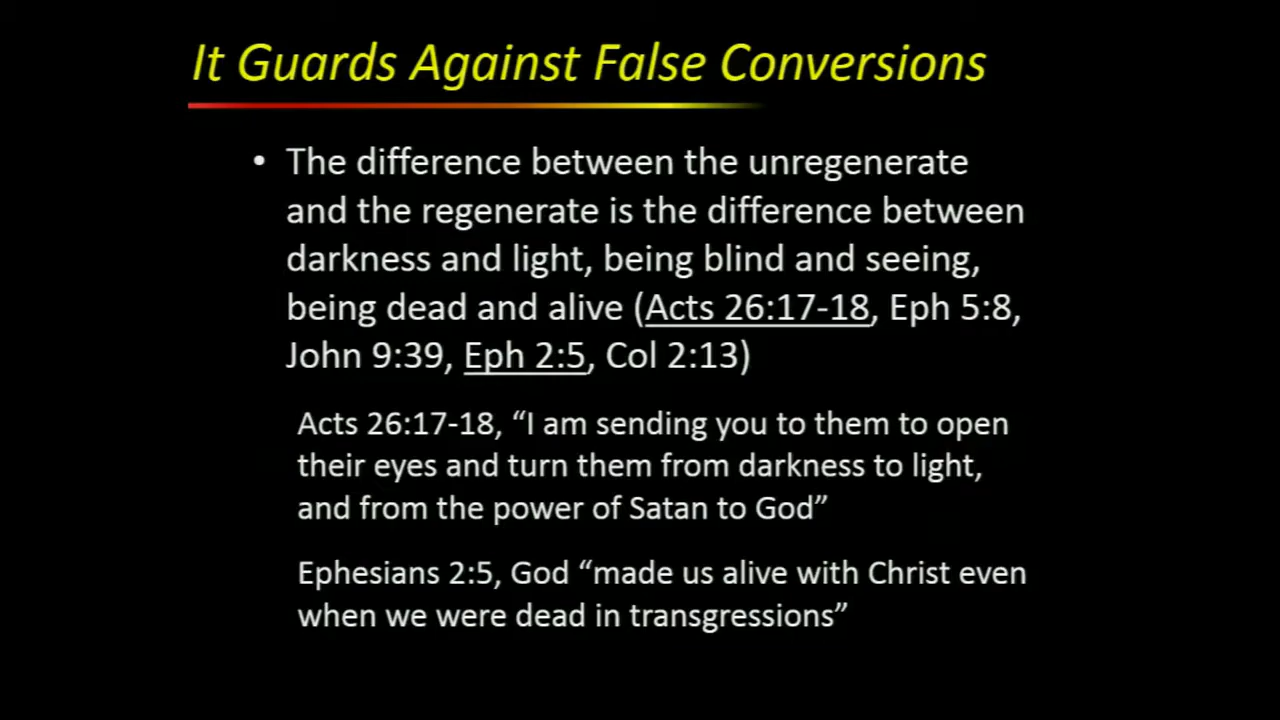 It Guards Against False Conversions
• The difference between the unregenerate
and the regenerate is the difference between
darkness and light, being blind and seeing,
being dead and alive (Acts 26:17-18, Eph 5:8,
John 9:39, Eph 2:5, Col 2:13)
Acts 26:17-18, “I am sending you to them to open
their eyes and turn them from darkness to light,
and from the power of Satan to God”
Ephesians 2:5, God “made us alive with Christ even
when we were dead in transgressions”